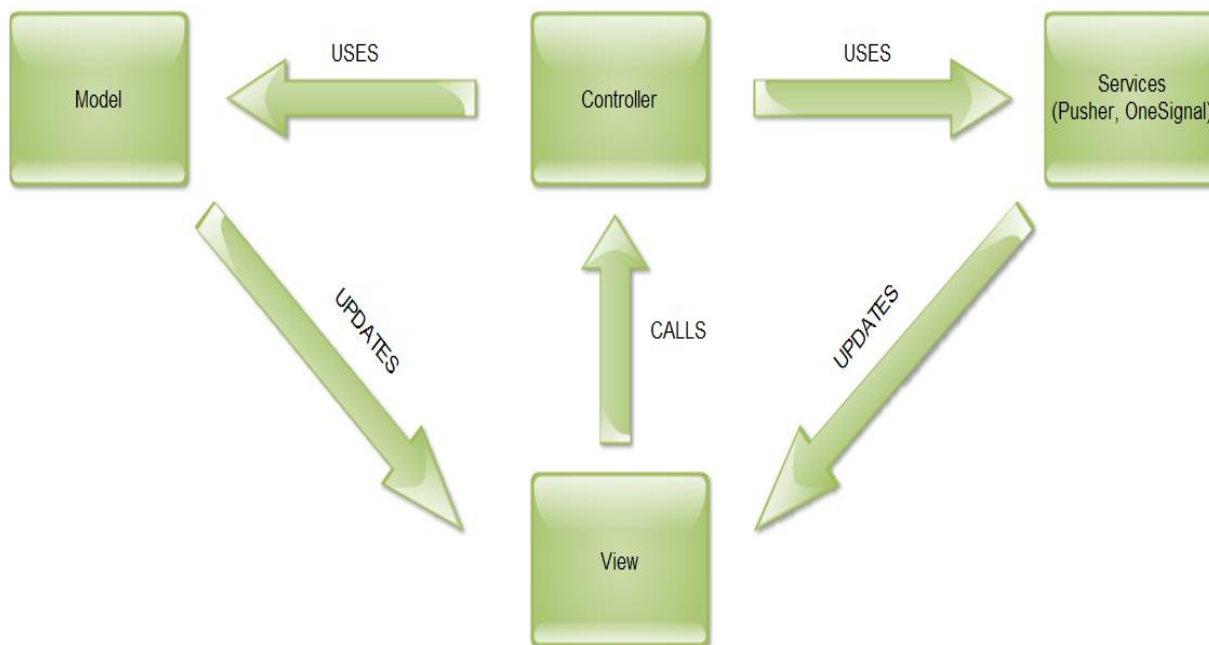 USES
USES
Model
Controller
Services
(Pusher, OneSignal)
UPDATES
CALLS
UPDATES
View